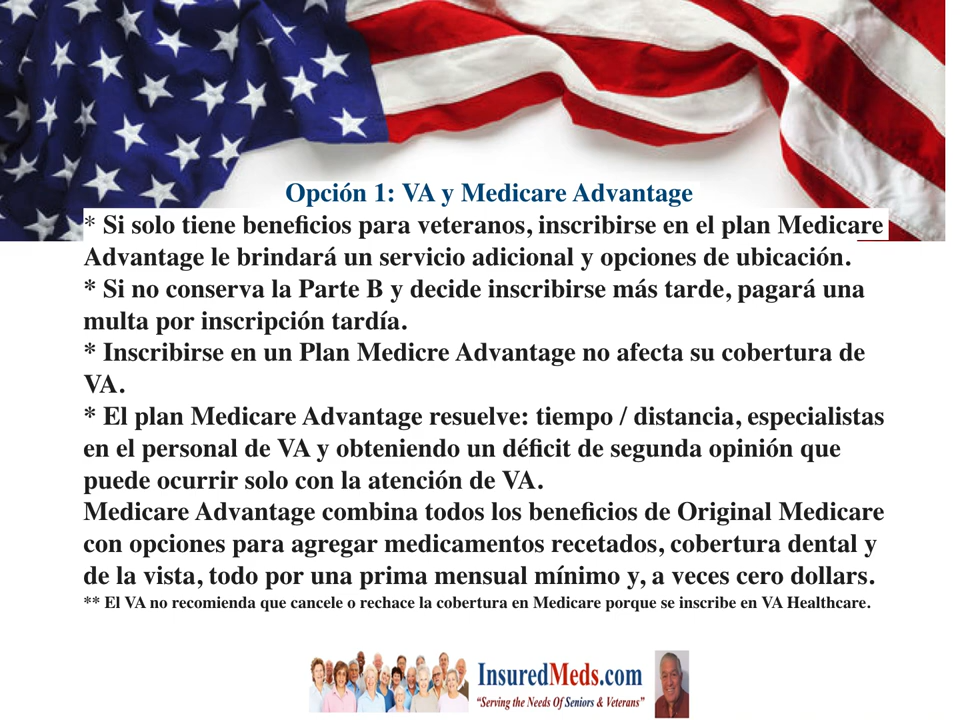 Opción 1: VA y Medicare Advantage
* Si solo tiene beneficios para veteranos, inscribirse en el plan Medicare
Advantage le brindará un servicio adicional y opciones de ubicación.
* Si no conserva la Parte B y decide inscribirse más tarde, pagará una
multa por inscripción tardía.
* Inscribirse en un Plan Medicre Advantage no afecta su cobertura de
VA.
* El plan Medicare Advantage resuelve: tiempo / distancia, especialistas
en el personal de VA y obteniendo un déficit de segunda opinión que
puede ocurrir solo con la atención de VA.
Medicare Advantage combina todos los beneficios de Original Medicare
con opciones para agregar medicamentos recetados, cobertura dental y
de la vista, todo por una prima mensual mínimo y, a veces cero dollars.
** El VA no recomienda que cancele o rechace la cobertura en Medicare porque se inscribe en VA Healthcare.
InsuredMeds.com
“Serving the Needs Of Seniors & Veterans”